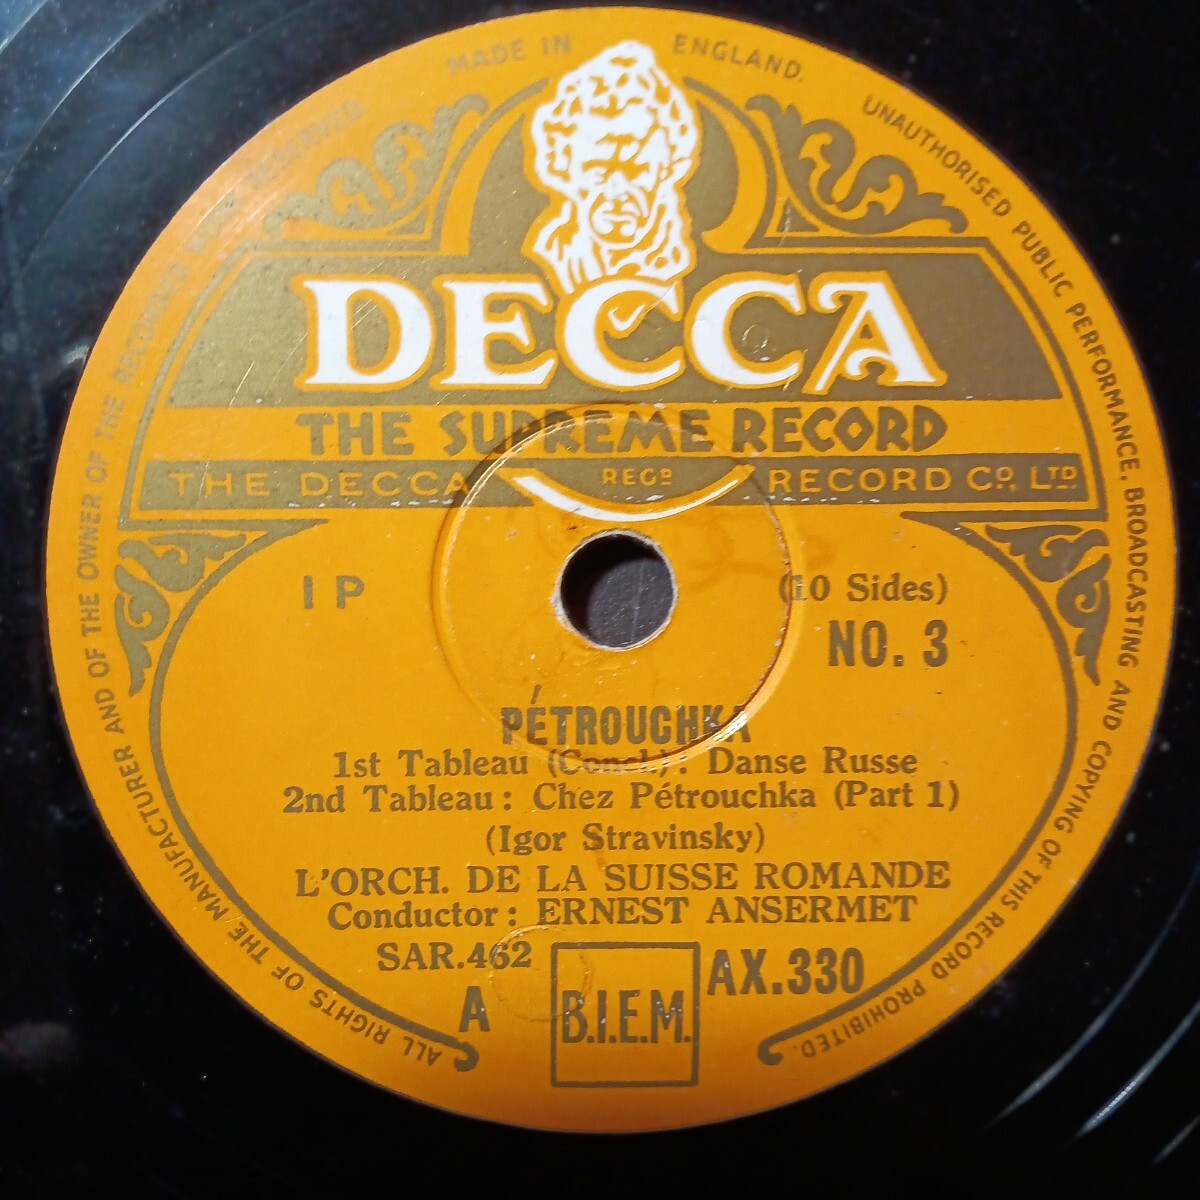 MADE IN ENGLAND.
DECCA
THE SUPREME RECORD
THE DECCA REGD RECORD CO., LTD
I P
(10 Sides)
NO. 3
PÉTROUCHKA
1st Tableau (Concl.): Danse Russe
2nd Tableau: Chez Pétrouchka (Part 1)
(Igor Stravinsky)
L'ORCH. DE LA SUISSE ROMANDE
Conductor: ERNEST ANSERMET
SAR.462
A
B.I.E.M.
AX.330
ALL RIGHTS OF THE MANUFACTURER AND OF THE OWNER OF THE RECORDED WORK RESERVED
UNAUTHORISED PUBLIC PERFORMANCE, BROADCASTING AND COPYING OF THIS RECORD PROHIBITED.